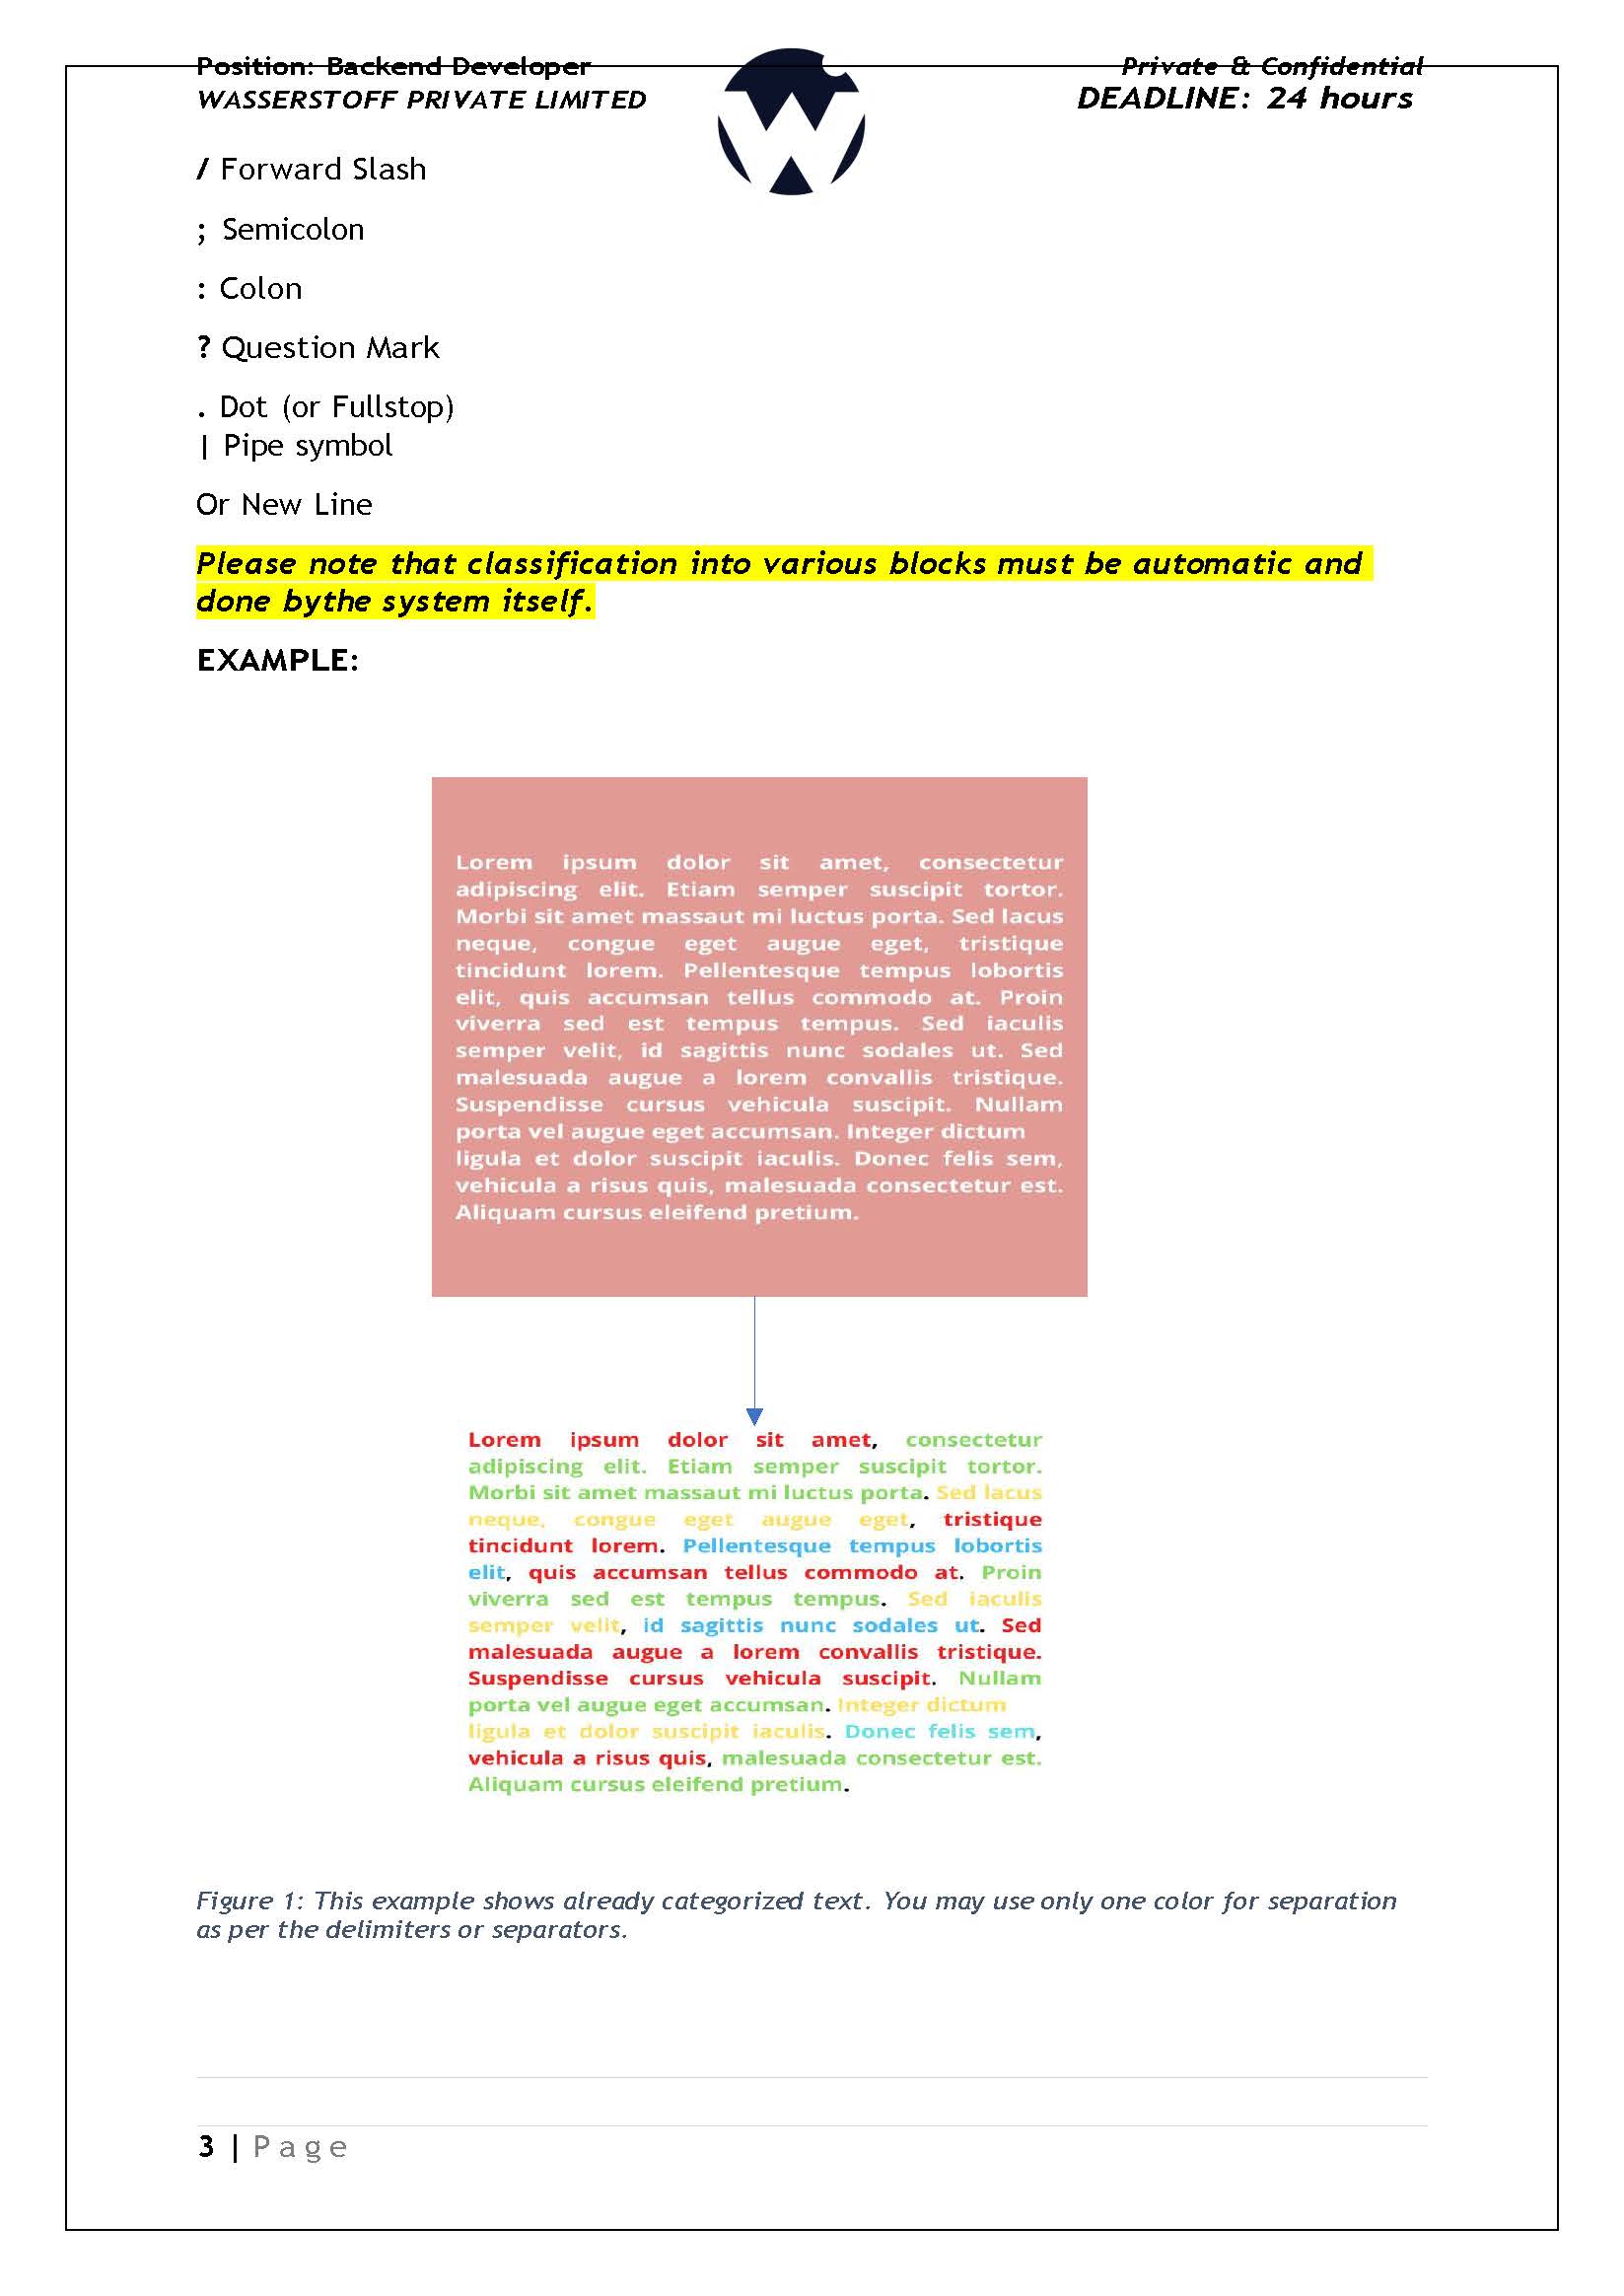 Position: Backend Developer
Private & Confidential
WASSERSTOFF PRIVATE LIMITED
DEADLINE: 24 hours
/ Forward Slash
; Semicolon
: Colon
? Question Mark
. Dot (or Fullstop)
| Pipe symbol
Or New Line
Please note that classification into various blocks must be automatic and
done bythe system itself.
EXAMPLE:
Lorem ipsum dolor sit amet, consectetur
adipiscing elit. Etiam semper suscipit tortor.
Morbi sit amet massaut mi luctus porta. Sed lacus
neque, congue eget augue eget, tristique
tincidunt lorem. Pellentesque tempus lobortis
elit, quis accumsan tellus commodo at. Proin
viverra sed est tempus tempus. Sed iaculis
semper velit, id sagittis nunc sodales ut. Sed
malesuada augue a lorem convallis tristique.
Suspendisse cursus vehicula suscipit. Nullam
porta vel augue eget accumsan. Integer dictum
ligula et dolor suscipit iaculis. Donec felis sem,
vehicula a risus quis, malesuada consectetur est.
Aliquam cursus eleifend pretium.
Lorem ipsum dolor sit amet, consectetur
adipiscing elit. Etiam semper suscipit tortor.
Morbi sit amet massaut mi luctus porta. Sed lacus
neque, congue eget augue eget, tristique
tincidunt lorem. Pellentesque tempus lobortis
elit, quis accumsan tellus commodo at. Proin
viverra sed est tempus tempus. Sed iaculis
semper velit, id sagittis nunc sodales ut. Sed
malesuada augue a lorem convallis tristique.
Suspendisse cursus vehicula suscipit. Nullam
porta vel augue eget accumsan. Integer dictum
ligula et dolor suscipit iaculis. Donec felis sem,
vehicula a risus quis, malesuada consectetur est.
Aliquam cursus eleifend pretium.
Figure 1: This example shows already categorized text. You may use only one color for separation
as per the delimiters or separators.
3 | Page